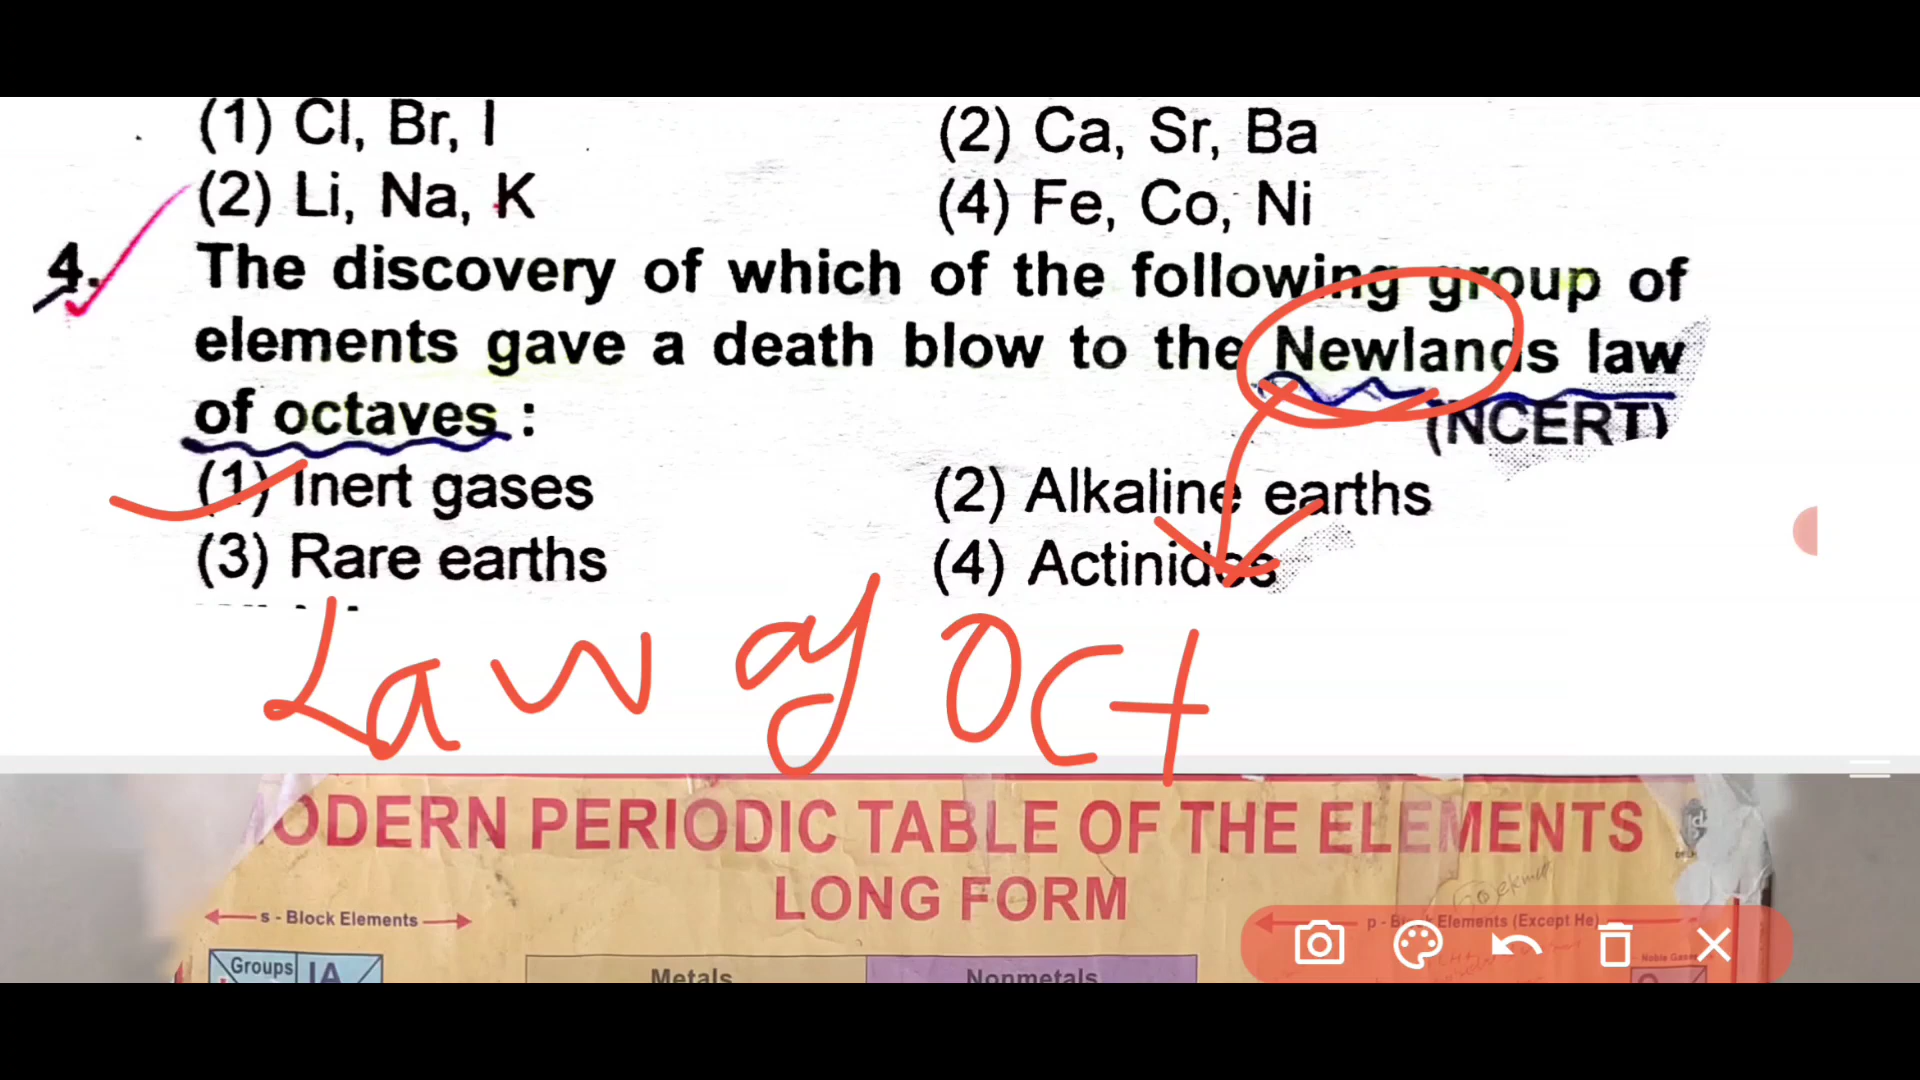 (1) Cl, Br, I (2) Ca, Sr, Ba
(2) Li, Na, K (4) Fe, Co, Ni
4. The discovery of which of the following group of
elements gave a death blow to the Newlands law
of octaves : (NCERT)
(1) Inert gases (2) Alkaline earths
(3) Rare earths (4) Actinides
Law of Oct
MODERN PERIODIC TABLE OF THE ELEMENTS
LONG FORM
s - Block Elements p - Block Elements (Except He)
Groups IA Metals Nonmetals